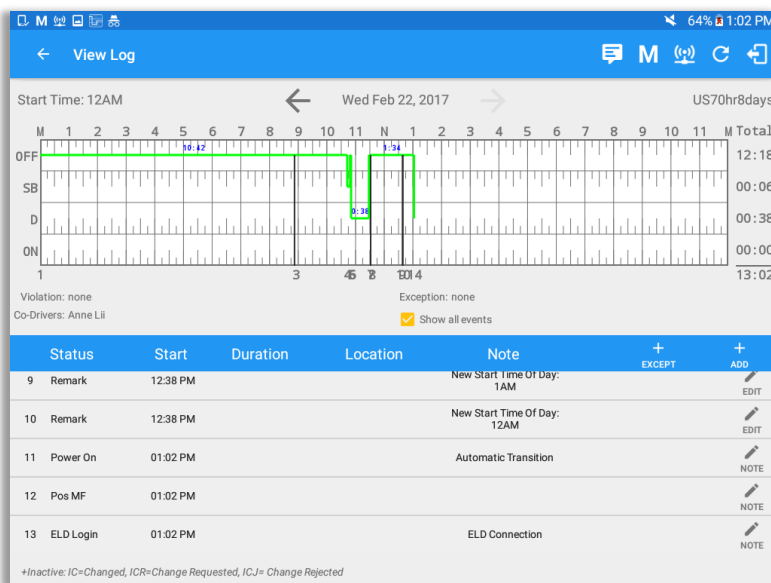 M 64% 1:02 PM
View Log M
Start Time: 12AM Wed Feb 22, 2017 US70hr8days
M 1 2 3 4 5 6 7 8 9 10 11 N 1 2 3 4 5 6 7 8 9 10 11 M Total
OFF 10:42 1:34 12:18
SB 00:06
D 0:38 00:38
ON 00:00
1 3 14 13:02
Violation: none Exception: none
Co-Drivers: Anne Lii Show all events
Status Start Duration Location Note + EXCEPT + ADD
9 Remark 12:38 PM New Start Time Of Day: 1AM EDIT
10 Remark 12:38 PM New Start Time Of Day: 12AM EDIT
11 Power On 01:02 PM Automatic Transition NOTE
12 Pos MF 01:02 PM NOTE
13 ELD Login 01:02 PM ELD Connection NOTE
+Inactive: IC=Changed, ICR=Change Requested, ICJ= Change Rejected